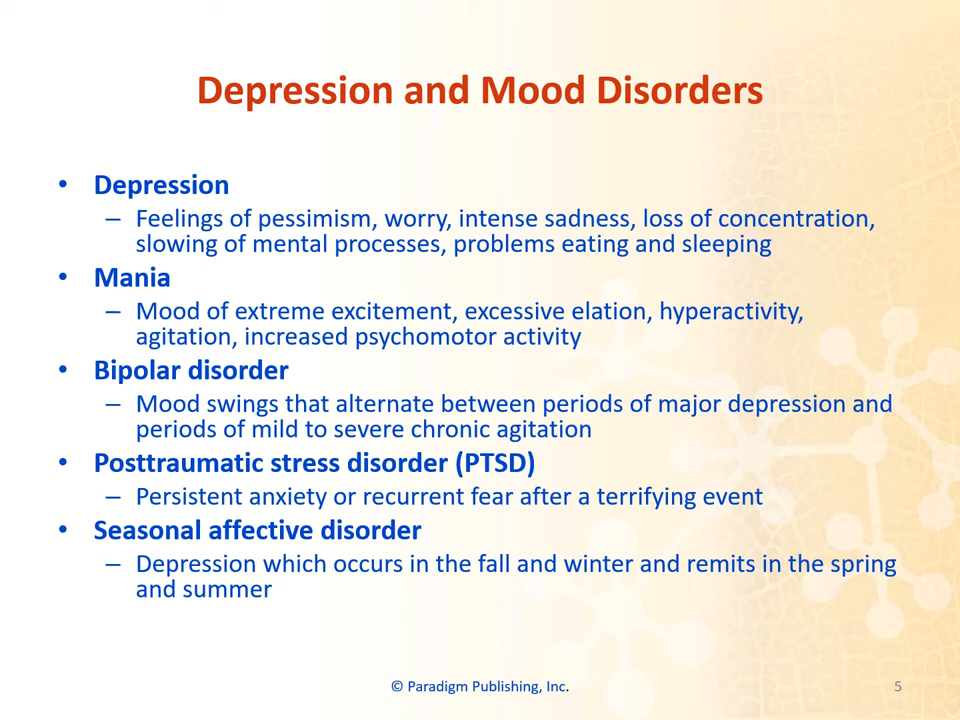 Depression and Mood Disorders
• Depression
– Feelings of pessimism, worry, intense sadness, loss of concentration,
slowing of mental processes, problems eating and sleeping
• Mania
– Mood of extreme excitement, excessive elation, hyperactivity,
agitation, increased psychomotor activity
• Bipolar disorder
– Mood swings that alternate between periods of major depression and
periods of mild to severe chronic agitation
• Posttraumatic stress disorder (PTSD)
– Persistent anxiety or recurrent fear after a terrifying event
• Seasonal affective disorder
– Depression which occurs in the fall and winter and remits in the spring
and summer
© Paradigm Publishing, Inc.
5